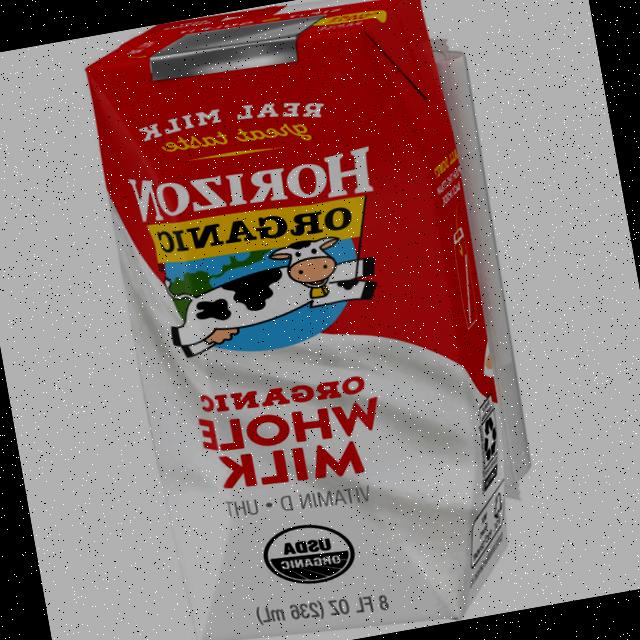 REAL MILK
great taste
HORIZON
ORGANIC
ORGANIC
WHOLE
MILK
VITAMIN D • UHT
USDA
ORGANIC
8 FL OZ (236 mL)